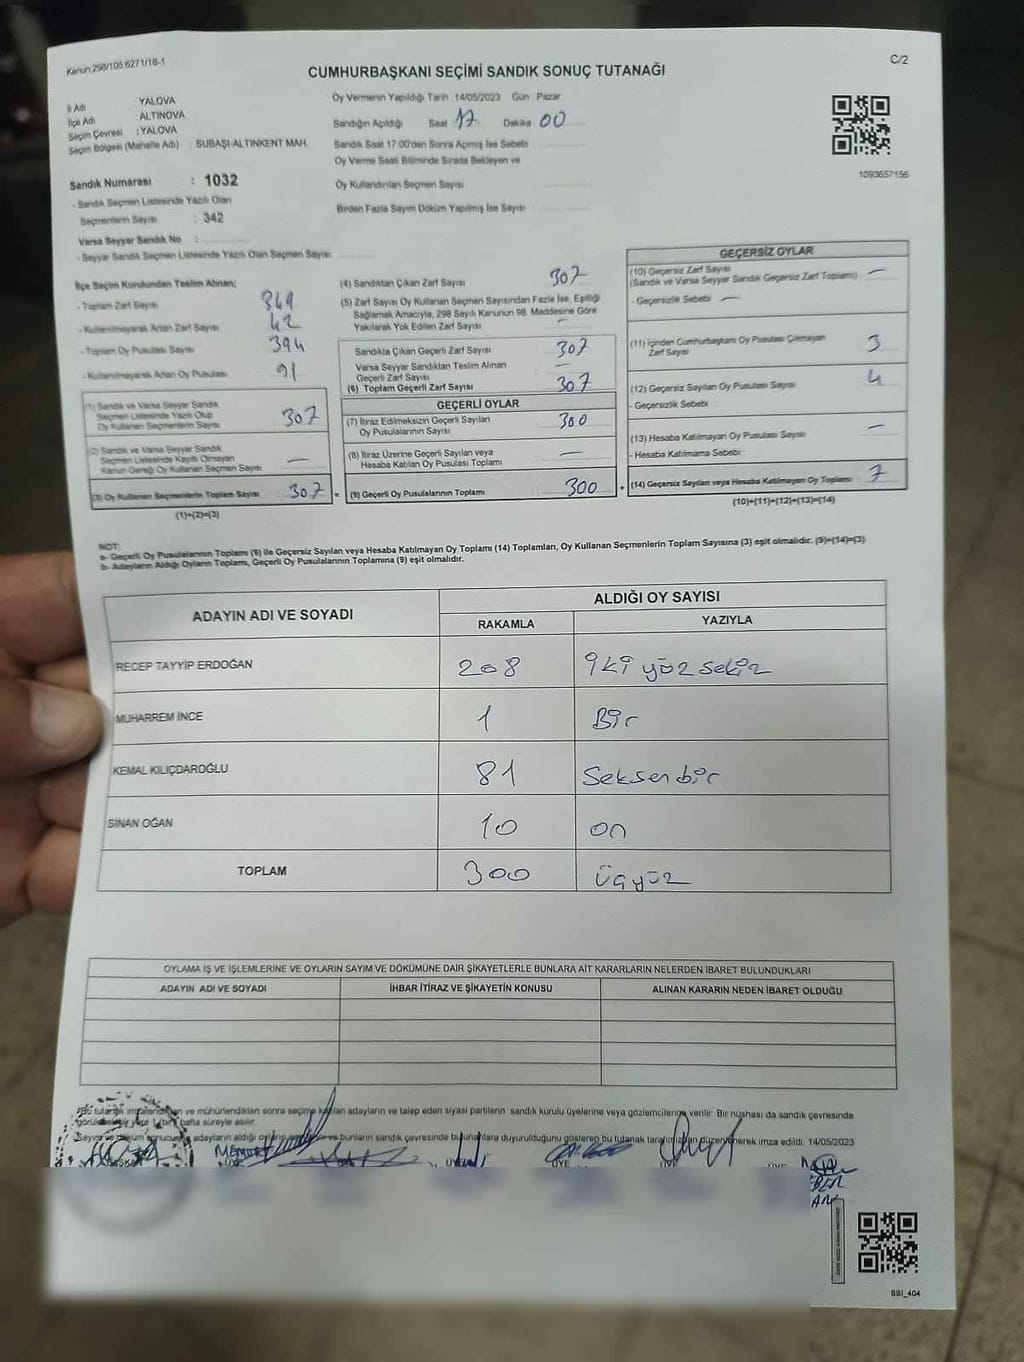 Kanun:298/105,6271/18-1
C/2
CUMHURBAŞKANI SEÇİMİ SANDIK SONUÇ TUTANAĞI
İl Adı : YALOVA
İlçe Adı : ALTINOVA
Seçim Çevresi : YALOVA
Seçim Bölgesi (Mahalle Adı) : SUBAŞI-ALTINKENT MAH.
Sandık Numarası : 1032
- Sandık Seçmen Listesinde Yazılı Olan
Seçmenlerin Sayısı : 342
Varsa Seyyar Sandık No :
- Seyyar Sandık Seçmen Listesinde Yazılı Olan Seçmen Sayısı:
Oy Vermenin Yapıldığı Tarih : 14/05/2023 Gün : Pazar
Sandığın Açıldığı Saat 17 Dakika 00
Sandık Saat 17:00'den Sonra Açılmış İse Sebebi
Oy Verme Saati Bitiminde Sırada Bekleyen ve
Oy Kullandırılan Seçmen Sayısı
Birden Fazla Sayım Döküm Yapılmış İse Sayısı :
1093657156
İlçe Seçim Kurulundan Teslim Alınan;
- Toplam Zarf Sayısı 349
- Kullanılmayarak Artan Zarf Sayısı 42
- Toplam Oy Pusulası Sayısı 394
- Kullanılmayarak Artan Oy Pusulası 91
(1) Sandık ve Varsa Seyyar Sandık
Seçmen Listesinde Yazılı Olup
Oy Kullanan Seçmenlerin Sayısı 307
(2) Sandık ve Varsa Seyyar Sandık
Seçmen Listesinde Kayıtlı Olmayan
Kanun Gereği Oy Kullanan Seçmen Sayısı —
(3) Oy Kullanan Seçmenlerin Toplam Sayısı : 307 =
(1)+(2)=(3)
(4) Sandıktan Çıkan Zarf Sayısı 307
(5) Zarf Sayısı Oy Kullanan Seçmen Sayısından Fazla İse, Eşitliği
Sağlamak Amacıyla, 298 Sayılı Kanunun 98. Maddesine Göre
Yakılarak Yok Edilen Zarf Sayısı —
Sandıkta Çıkan Geçerli Zarf Sayısı 307
Varsa Seyyar Sandıktan Teslim Alınan
Geçerli Zarf Sayısı —
(6) Toplam Geçerli Zarf Sayısı 307
GEÇERLİ OYLAR
(7) İtiraz Edilmeksizin Geçerli Sayılan
Oy Pusulalarının Sayısı 300
(8) İtiraz Üzerine Geçerli Sayılan veya
Hesaba Katılan Oy Pusulası Toplamı —
(9) Geçerli Oy Pusulalarının Toplamı 300 +
GEÇERSİZ OYLAR
(10) Geçersiz Zarf Sayısı
(Sandık ve Varsa Seyyar Sandık Geçersiz Zarf Toplamı) —
- Geçersizlik Sebebi —
(11) İçinden Cumhurbaşkanı Oy Pusulası Çıkmayan
Zarf Sayısı 3
(12) Geçersiz Sayılan Oy Pusulası Sayısı 4
- Geçersizlik Sebebi
(13) Hesaba Katılmayan Oy Pusulası Sayısı —
- Hesaba Katılmama Sebebi :
(14) Geçersiz Sayılan veya Hesaba Katılmayan Oy Toplamı 7
(10)+(11)+(12)+(13)=(14)
NOT:
a- Geçerli Oy Pusulalarının Toplamı (9) ile Geçersiz Sayılan veya Hesaba Katılmayan Oy Toplamı (14) Toplamları, Oy Kullanan Seçmenlerin Toplam Sayısına (3) eşit olmalıdır. (9)+(14)=(3)
b- Adayların Aldığı Oyların Toplamı, Geçerli Oy Pusulalarının Toplamına (9) eşit olmalıdır.
ADAYIN ADI VE SOYADI
ALDIĞI OY SAYISI
RAKAMLA YAZIYLA
RECEP TAYYİP ERDOĞAN 208 iki yüz sekiz
MUHARREM İNCE 1 Bir
KEMAL KILIÇDAROĞLU 81 Seksen bir
SİNAN OĞAN 10 on
TOPLAM 300 üçyüz
OYLAMA İŞ VE İŞLEMLERİNE VE OYLARIN SAYIM VE DÖKÜMÜNE DAİR ŞİKAYETLERLE BUNLARA AİT KARARLARIN NELERDEN İBARET BULUNDUKLARI
ADAYIN ADI VE SOYADI İHBAR İTİRAZ VE ŞİKAYETİN KONUSU ALINAN KARARIN NEDEN İBARET OLDUĞU
Bu tutanak imzalandıktan ve mühürlendikten sonra seçime katılan adayların ve talep eden siyasi partilerin sandık kurulu üyelerine veya gözlemcilerine verilir. Bir nüshası da sandık çevresinde
görülebilecek yere 1 bir hafta süreyle asılır.
Sayım ve döküm sonucu adayların aldığı oyların ve bunların sandık çevresinde bulunanlara duyurulduğunu gösteren bu tutanak tarafımızdan düzenlenerek imza edildi. 14/05/2023
BAŞKAN ÜYE ÜYE ÜYE ÜYE
SSI_404